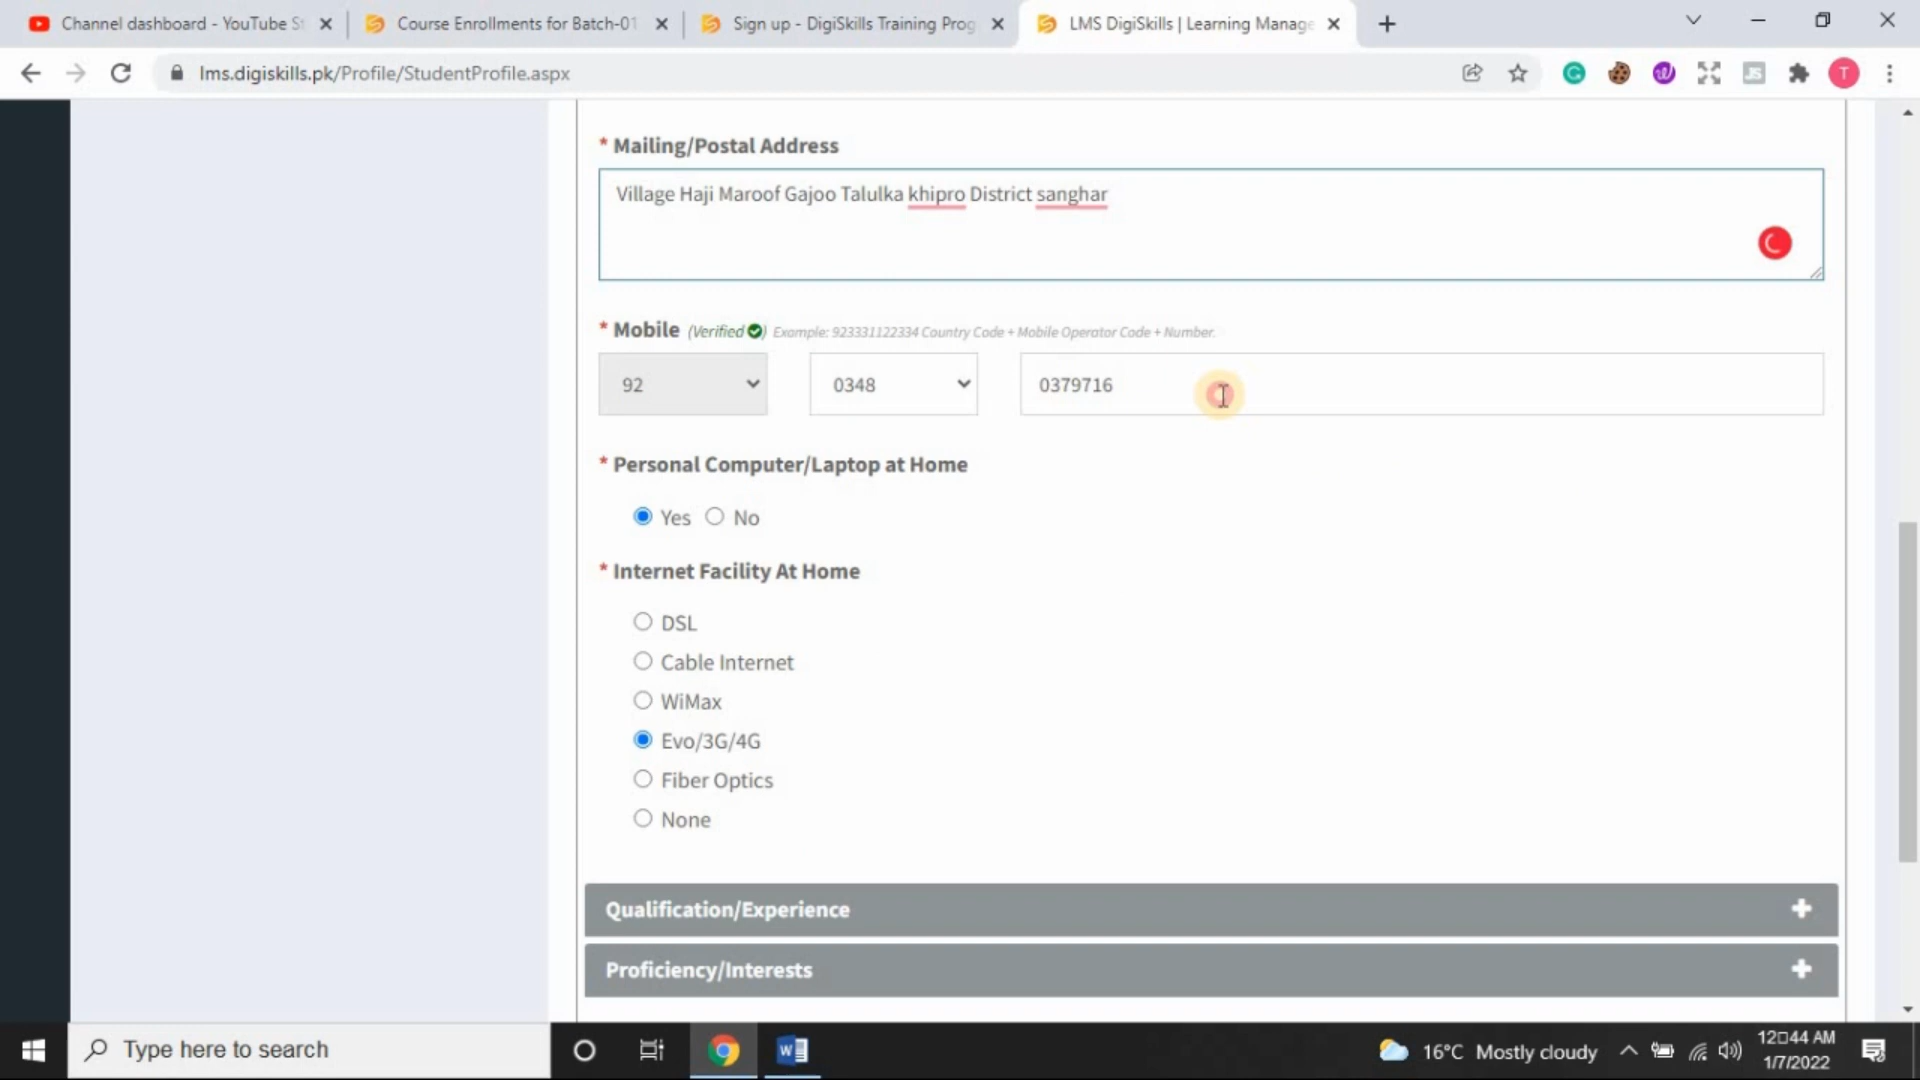 Channel dashboard - YouTube St
Course Enrollments for Batch-01
Sign up - DigiSkills Training Prog
LMS DigiSkills | Learning Manage
lms.digiskills.pk/Profile/StudentProfile.aspx
T
JS
* Mailing/Postal Address
Village Haji Maroof Gajoo Talulka khipro District sanghar
* Mobile (Verified) Example: 923331122334 Country Code + Mobile Operator Code + Number.
92
0348
0379716
* Personal Computer/Laptop at Home
Yes
No
* Internet Facility At Home
DSL
Cable Internet
WiMax
Evo/3G/4G
Fiber Optics
None
Qualification/Experience
Proficiency/Interests
Type here to search
W
16°C Mostly cloudy
12□44 AM
1/7/2022